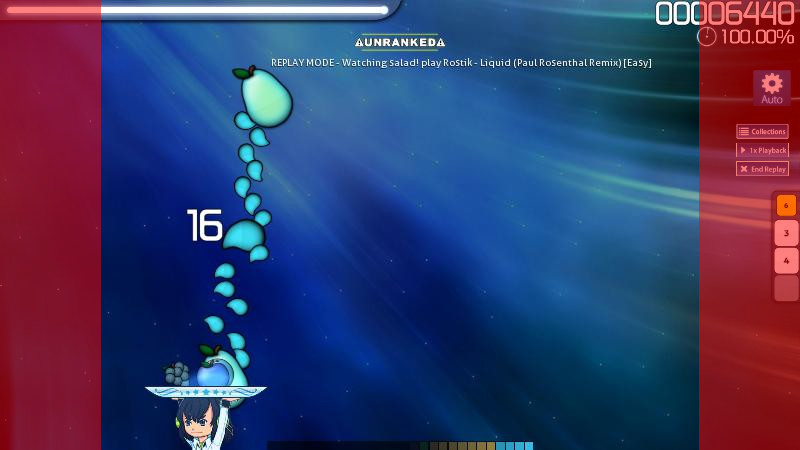 00006440
100.00%
UNRANKED
REPLAY MODE - Watching Salad! play Rostik - Liquid (Paul Rosenthal Remix) [Easy]
Auto
Collections
1x Playback
End Replay
16
6
3
4